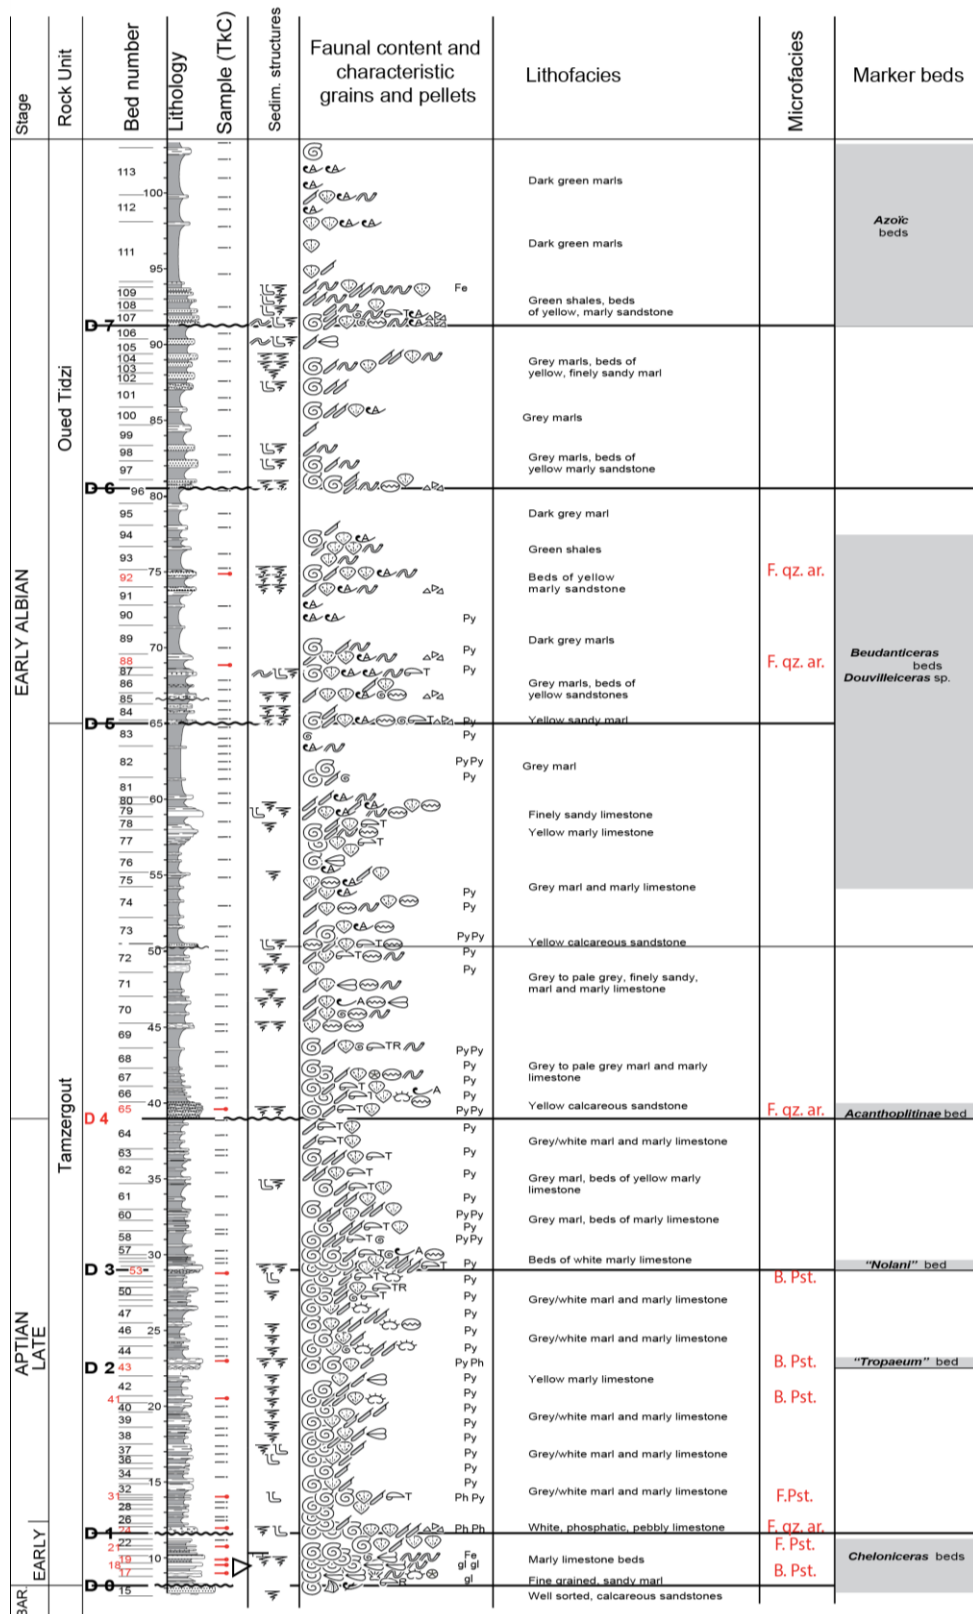 Stage
Rock Unit
Bed number
Lithology
Sample (TkC)
Sedim. structures
Faunal content and
characteristic
grains and pellets
Lithofacies
Microfacies
Marker beds
EARLY ALBIAN
APTIAN
LATE
EARLY
BAR.
Oued Tidzi
Tamzergout
D 7
D 6
D 5
D 4
D 3
D 2
D 1
D 0
113
112
111
109
108
107
106
105
104
103
102
101
100
99
98
97
96
95
94
93
92
91
90
89
88
87
86
85
84
83
82
81
80
79
78
77
76
75
74
73
72
71
70
69
68
67
66
65
64
63
62
61
60
58
57
53
50
47
46
44
43
42
41
40
39
38
37
36
34
32
31
28
26
24
22
21
19
18
17
15
100
95
90
85
80
75
70
65
60
55
50
45
40
35
30
25
20
15
10
Fe
Py
Py
Py
Py
Py
Py Py
Py
Py
Py
Py Py
Py
Py
Py Py
Py
Py
Py
Py Py
Py
Py
Py
Py
Py Py
Py
Py Py
Py
Py
Py
Py
Py
Py
Py Ph
Py
Py
Py
Py
Py
Py
Py
Py
Ph Py
Ph Ph
Fe
gl gl
gl
Dark green marls
Dark green marls
Green shales, beds
of yellow, marly sandstone
Grey marls, beds of
yellow, finely sandy marl
Grey marls
Grey marls, beds of
yellow marly sandstone
Dark grey marl
Green shales
Beds of yellow
marly sandstone
Dark grey marls
Grey marls, beds of
yellow sandstones
Yellow sandy marl
Grey marl
Finely sandy limestone
Yellow marly limestone
Grey marl and marly limestone
Yellow calcareous sandstone
Grey to pale grey, finely sandy,
marl and marly limestone
Grey to pale grey marl and marly
limestone
Yellow calcareous sandstone
Grey/white marl and marly limestone
Grey marl, beds of yellow marly
limestone
Grey marl, beds of marly limestone
Beds of white marly limestone
Grey/white marl and marly limestone
Grey/white marl and marly limestone
Yellow marly limestone
Grey/white marl and marly limestone
Grey/white marl and marly limestone
Grey/white marl and marly limestone
White, phosphatic, pebbly limestone
Marly limestone beds
Fine grained, sandy marl
Well sorted, calcareous sandstones
F. qz. ar.
F. qz. ar.
F. qz. ar.
B. Pst.
B. Pst.
B. Pst.
F.Pst.
F. qz. ar.
F. Pst.
B. Pst.
Azoïc
beds
Beudanticeras
beds
Douvilleiceras sp.
Acanthoplitinae bed
"Nolani" bed
"Tropaeum" bed
Cheloniceras beds